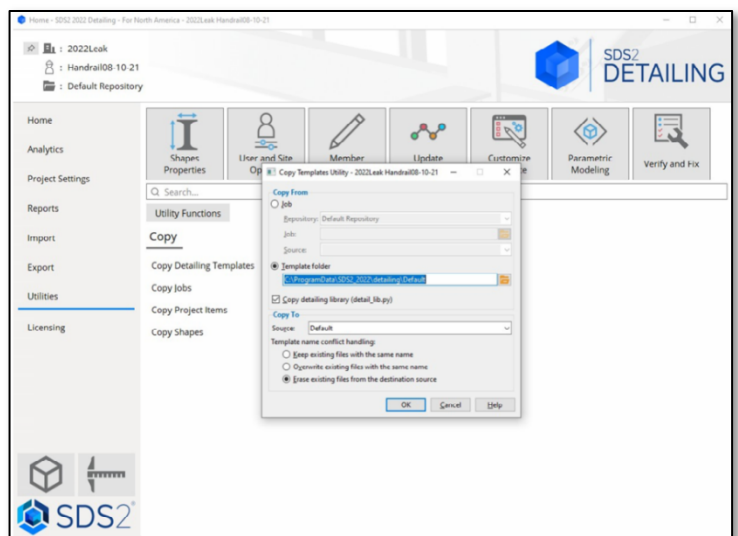 Home - SDS2 2022 Detailing - For North America - 2022Leak Handrail08-10-21
: 2022Leak
: Handrail08-10-21
: Default Repository
SDS2
DETAILING
Home
Analytics
Project Settings
Reports
Import
Export
Utilities
Licensing
Shapes
Properties
User and Site
Op
Member
Update
Customize
Parametric
Modeling
Verify and Fix
Search...
Utility Functions
Copy
Copy Detailing Templates
Copy Jobs
Copy Project Items
Copy Shapes
Copy Templates Utility - 2022Leak Handrail08-10-21
Copy From
Job
Repository: Default Repository
Job:
Source:
Template folder
C:\ProgramData\SDS2_2022\detailing\Default
Copy detailing library (detail_lib.py)
Copy To
Source: Default
Template name conflict handling:
Keep existing files with the same name
Overwrite existing files with the same name
Erase existing files from the destination source
OK Cancel Help
SDS2